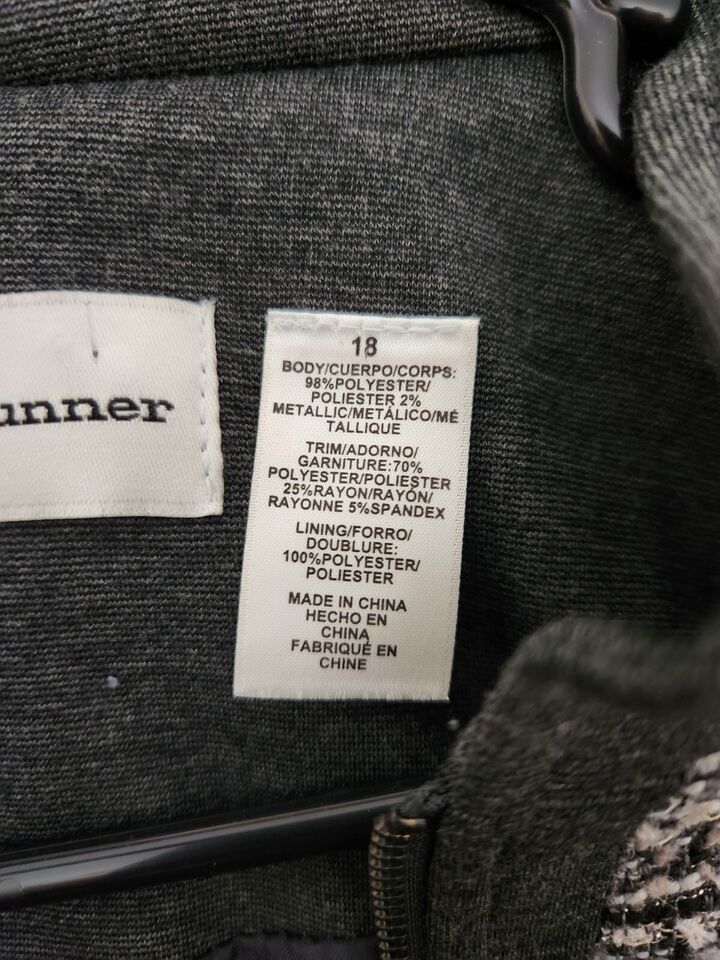 unner
18
BODY/CUERPO/CORPS:
98%POLYESTER/
POLIESTER 2%
METALLIC/METÁLICO/MÉ
TALLIQUE
TRIM/ADORNO/
GARNITURE:70%
POLYESTER/POLIESTER
25%RAYON/RAYÓN/
RAYONNE 5%SPANDEX
LINING/FORRO/
DOUBLURE:
100%POLYESTER/
POLIESTER
MADE IN CHINA
HECHO EN
CHINA
FABRIQUÉ EN
CHINE